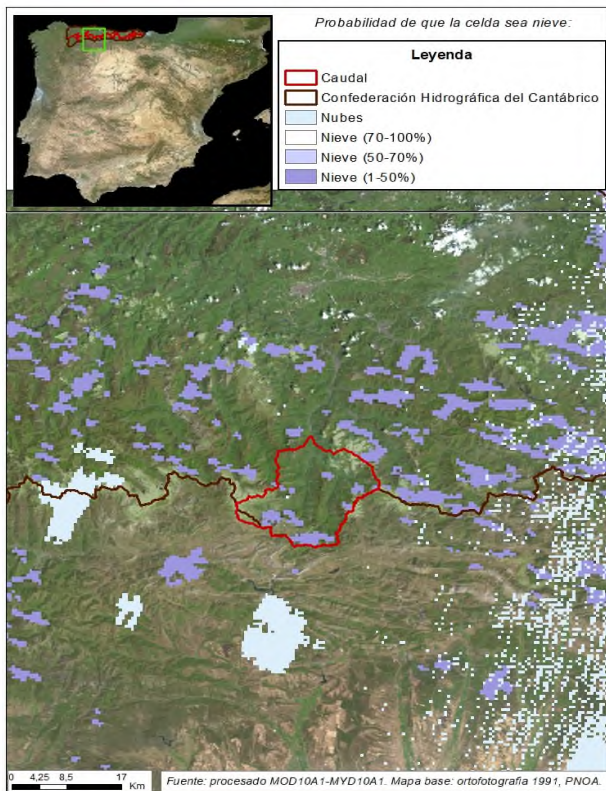 Probabilidad de que la celda sea nieve:
Leyenda
Caudal
Confederación Hidrográfica del Cantábrico
Nubes
Nieve (70-100%)
Nieve (50-70%)
Nieve (1-50%)
0 4,25 8,5 17
Km
Fuente: procesado MOD10A1-MYD10A1. Mapa base: ortofotografia 1991, PNOA.